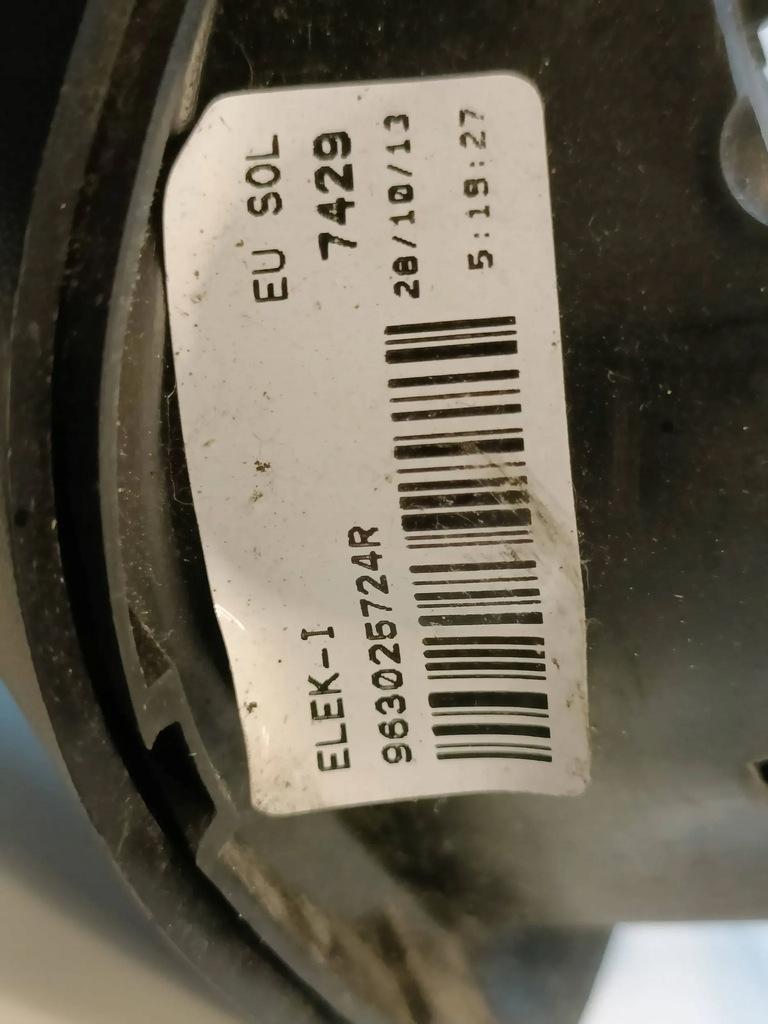 ELEK-I EU SOL
963025724R 7429
28/10/13
5:19:27